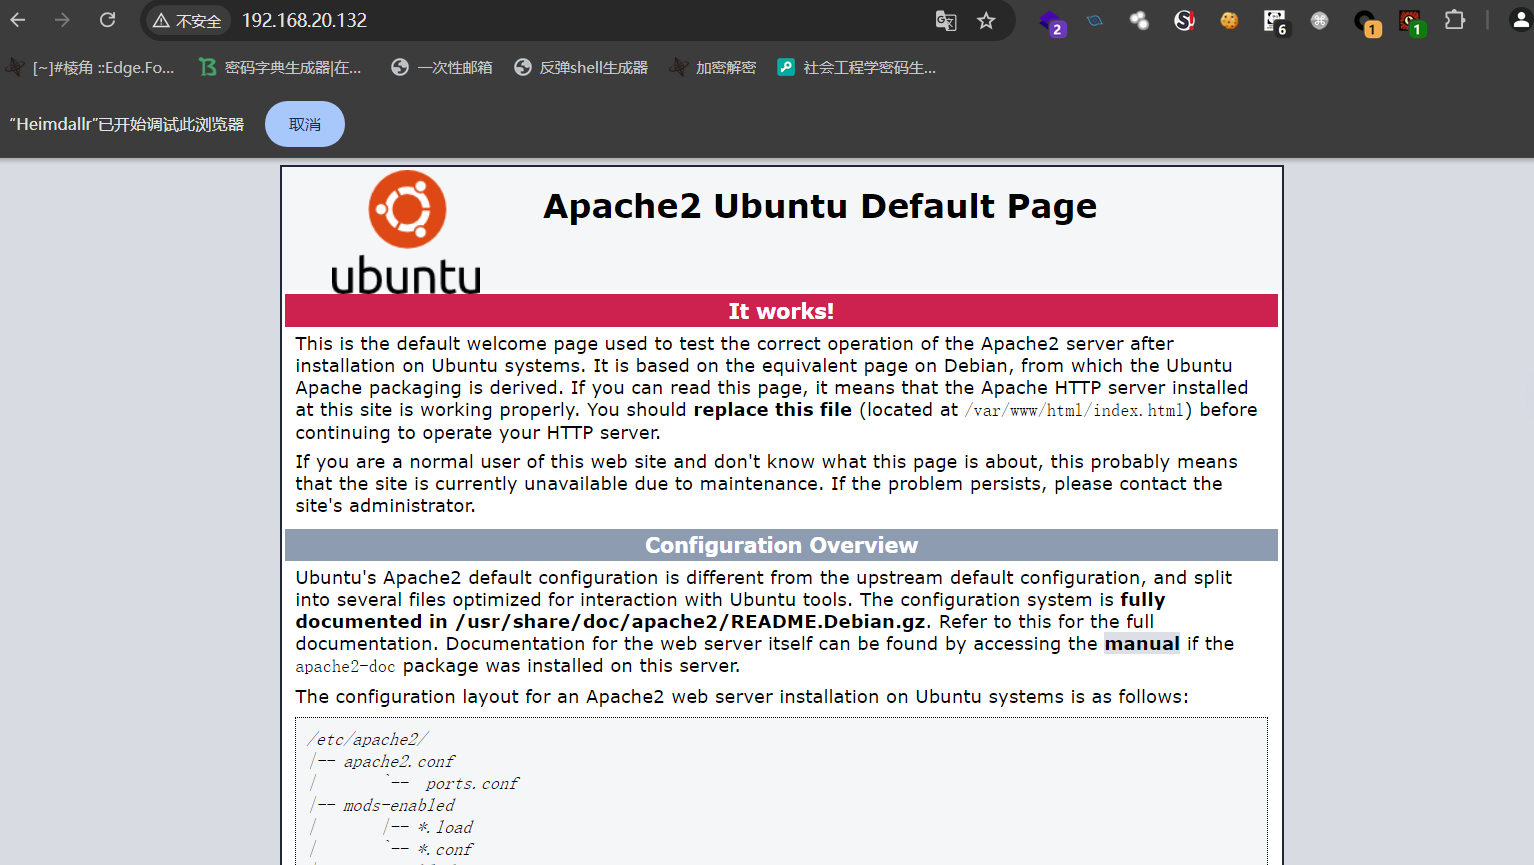 不安全 192.168.20.132
2 6 1 1
[~]#棱角 ::Edge.Fo... 密码字典生成器|在... 一次性邮箱 反弹shell生成器 加密解密 社会工程学密码生...
“Heimdallr”已开始调试此浏览器 取消
ubuntu
Apache2 Ubuntu Default Page
It works!
This is the default welcome page used to test the correct operation of the Apache2 server after
installation on Ubuntu systems. It is based on the equivalent page on Debian, from which the Ubuntu
Apache packaging is derived. If you can read this page, it means that the Apache HTTP server installed
at this site is working properly. You should replace this file (located at /var/www/html/index.html) before
continuing to operate your HTTP server.
If you are a normal user of this web site and don't know what this page is about, this probably means
that the site is currently unavailable due to maintenance. If the problem persists, please contact the
site's administrator.
Configuration Overview
Ubuntu's Apache2 default configuration is different from the upstream default configuration, and split
into several files optimized for interaction with Ubuntu tools. The configuration system is fully
documented in /usr/share/doc/apache2/README.Debian.gz. Refer to this for the full
documentation. Documentation for the web server itself can be found by accessing the manual if the
apache2-doc package was installed on this server.
The configuration layout for an Apache2 web server installation on Ubuntu systems is as follows:
/etc/apache2/
|-- apache2.conf
|       `--  ports.conf
|-- mods-enabled
|       |-- *.load
|       `-- *.conf